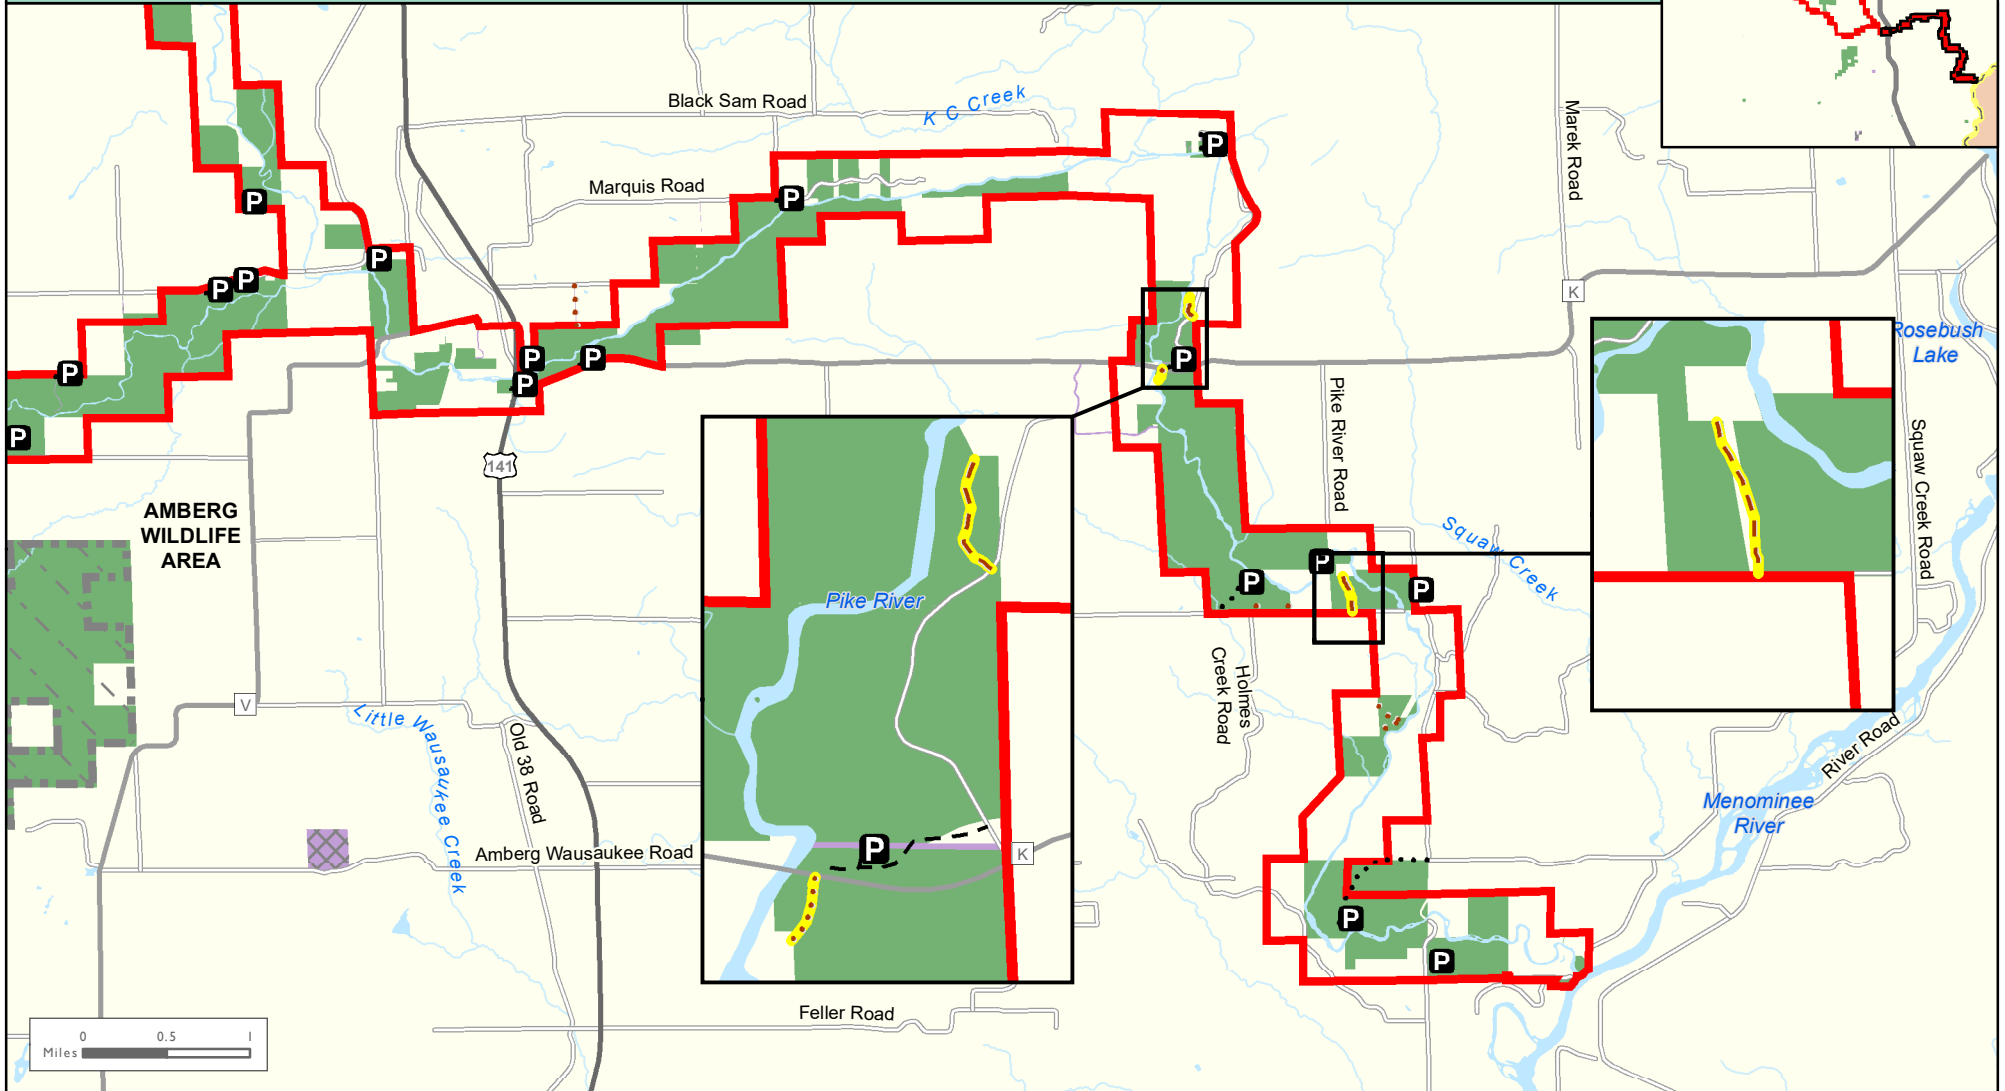 Black Sam Road
K C Creek
Marek Road
P
Marquis Road
P
P
P
K
P
P
Rosebush
Lake
P
P
P
P
P
Pike River Road
P
Squaw Creek Road
141
AMBERG
WILDLIFE
AREA
Squaw Creek
P
P
P
Pike River
Holmes
Creek Road
V
Little Wausaukee Creek
Old 38 Road
River Road
Menominee
River
Amberg Wausaukee Road
P
K
P
P
Feller Road
0 0.5 1
Miles